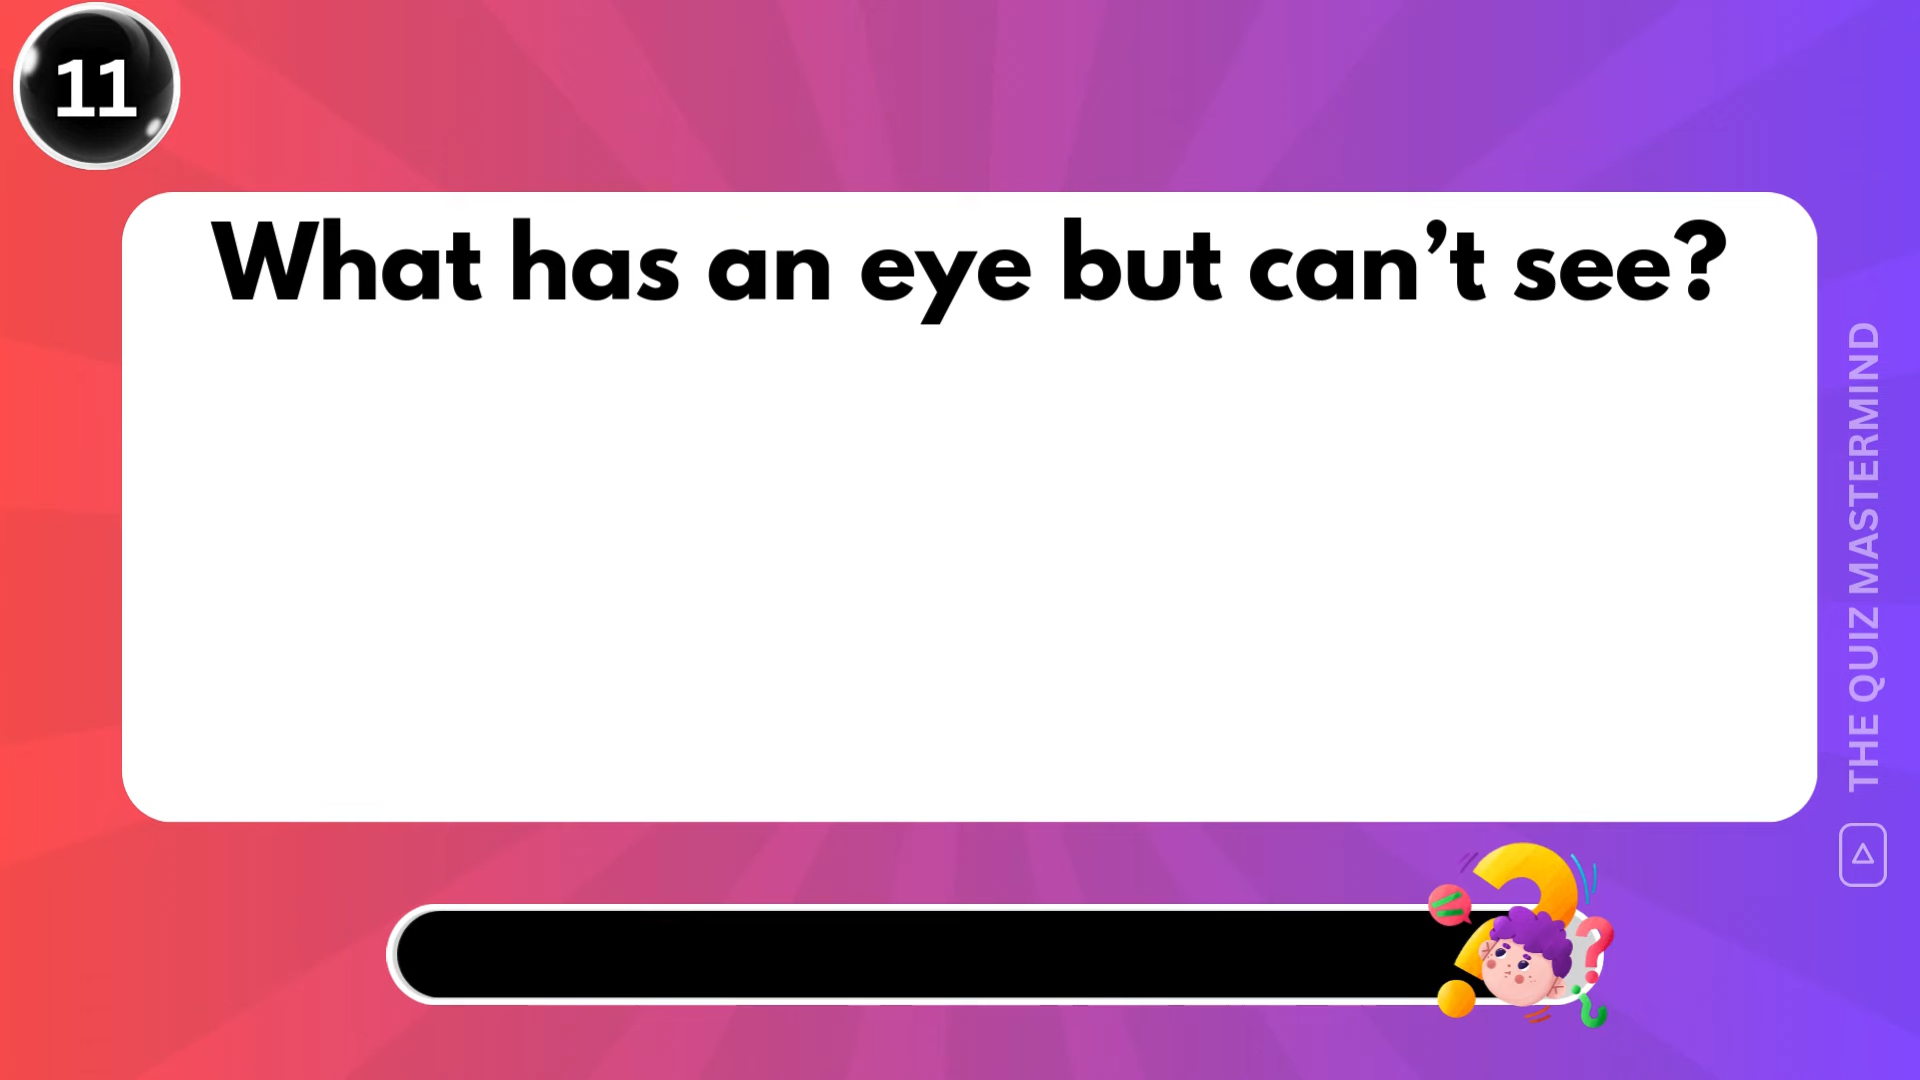 11
What has an eye but can’t see?
THE QUIZ MASTERMIND